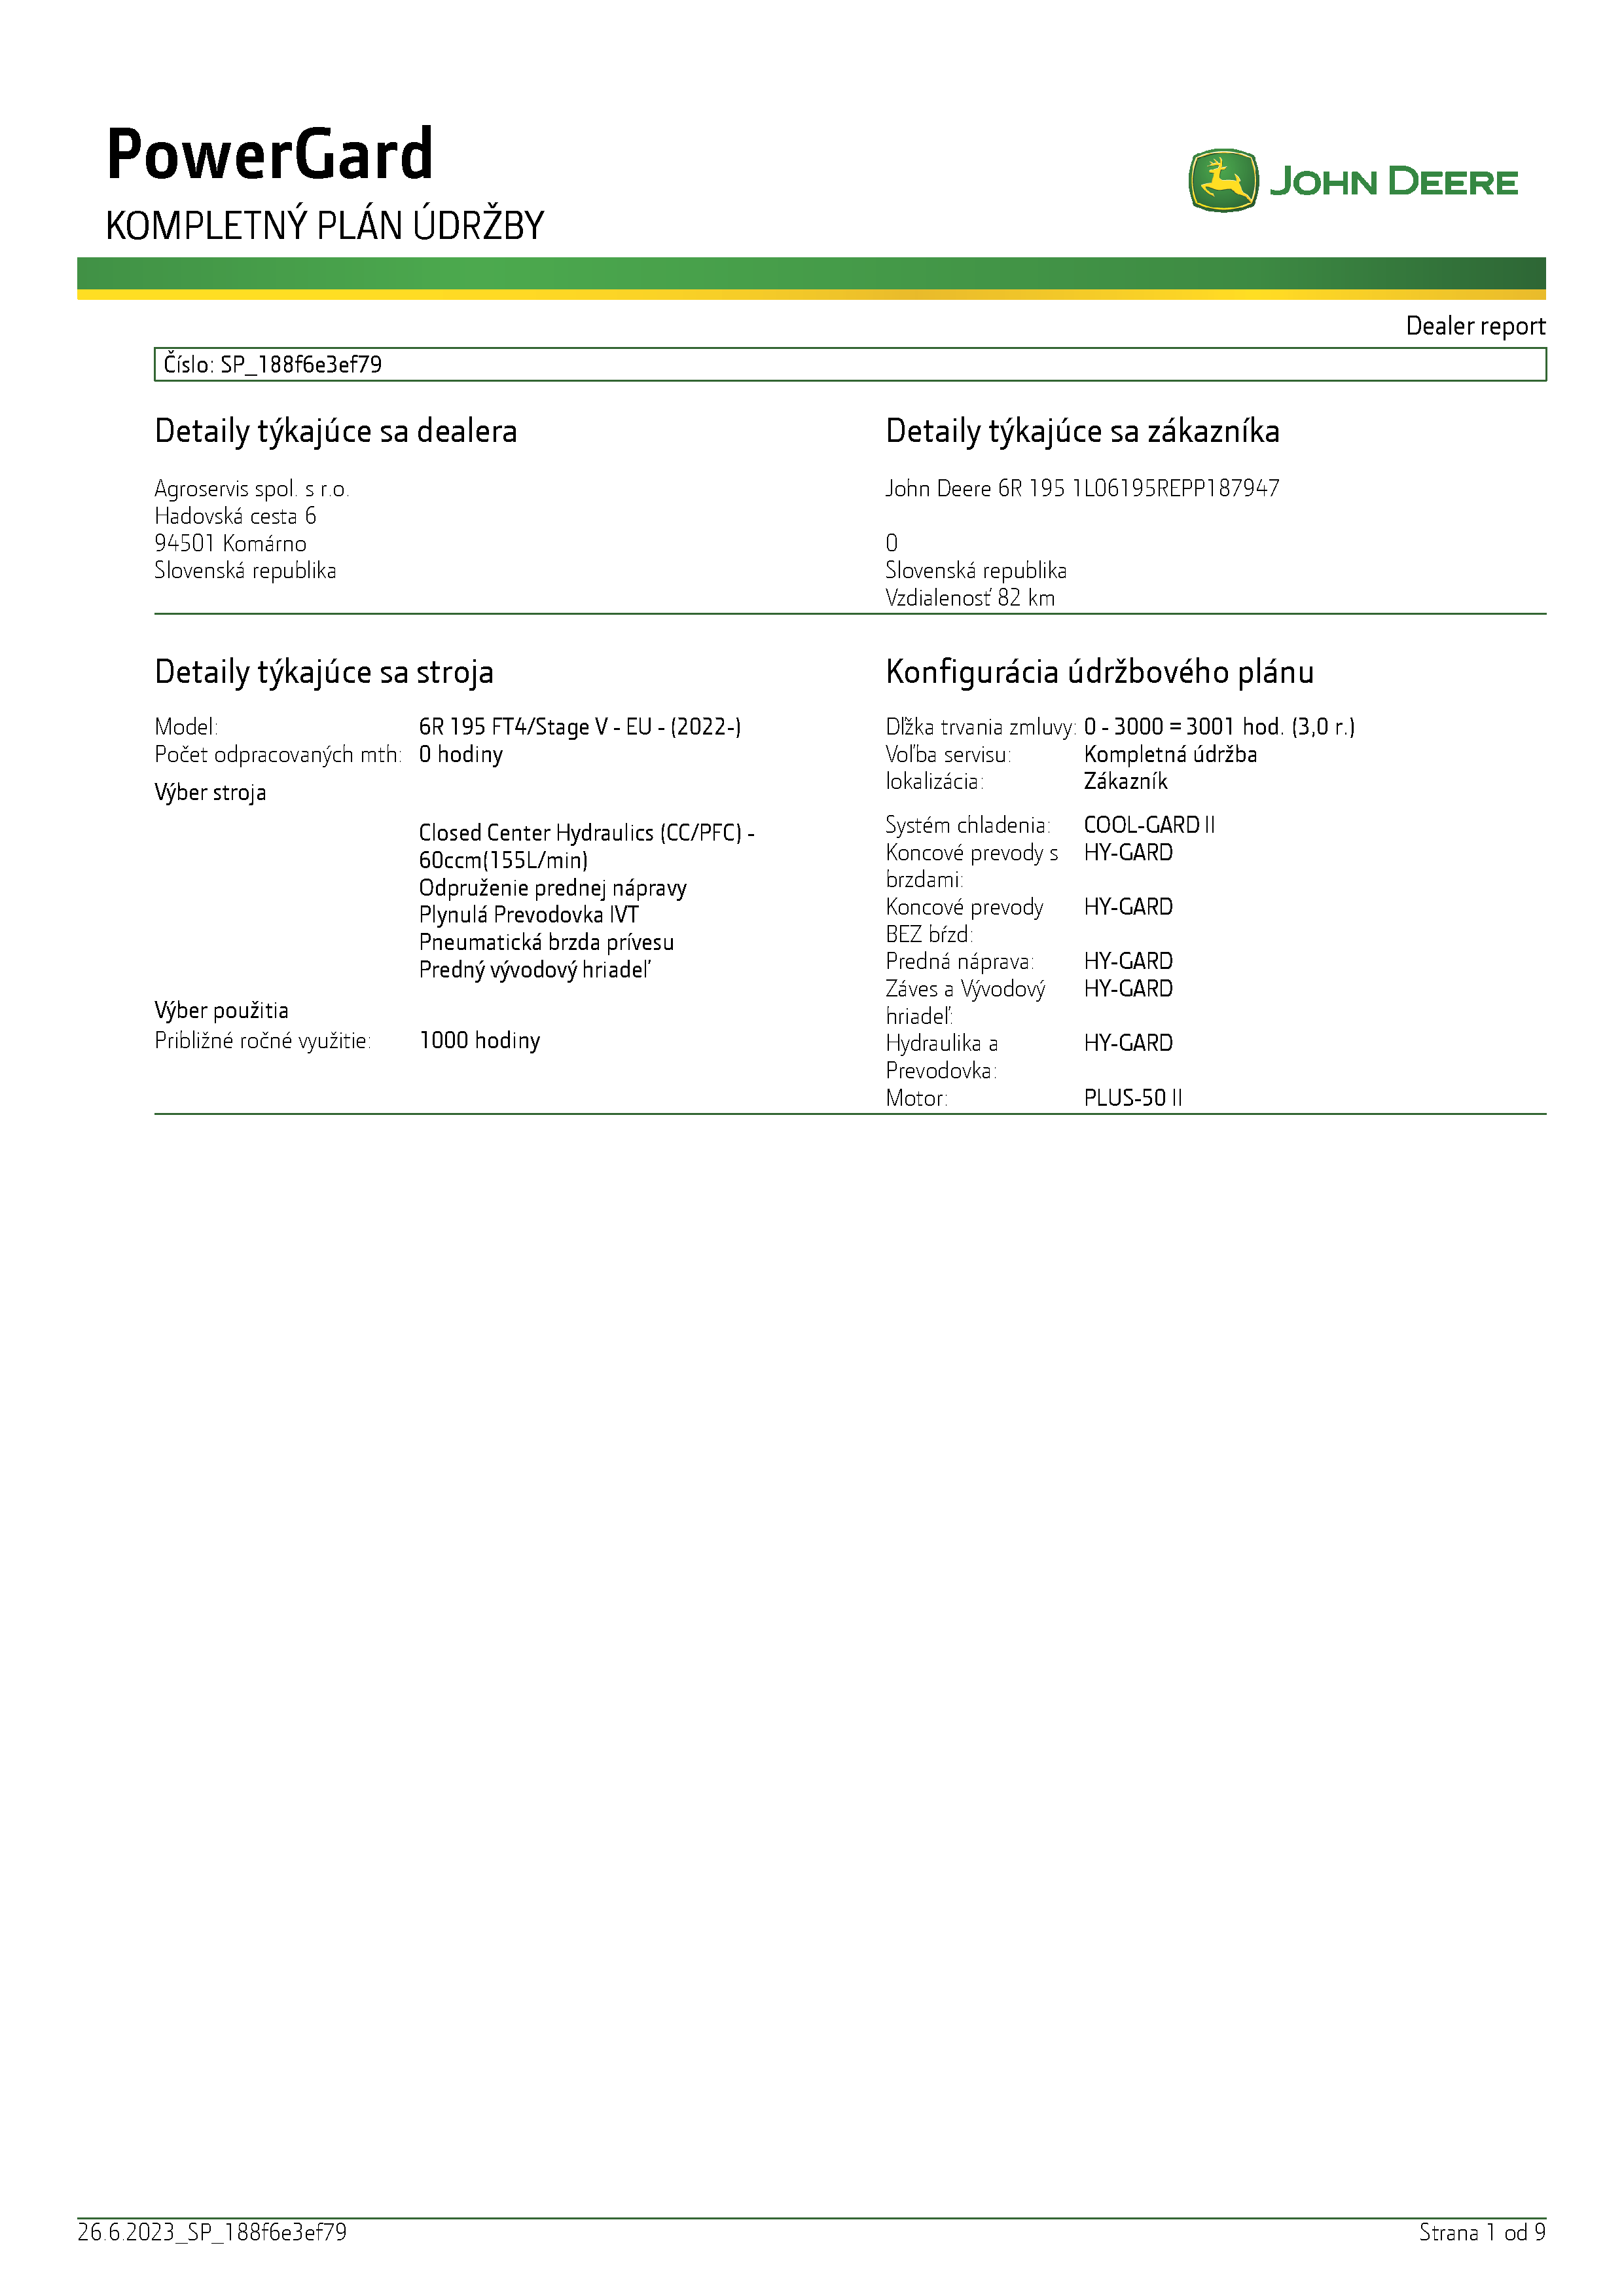 PowerGard
KOMPLETNÝ PLÁN ÚDRŽBY
JOHN DEERE
Dealer report
Číslo: SP_188f6e3ef79
Detaily týkajúce sa dealera
Agroservis spol. s r.o.
Hadovská cesta 6
94501 Komárno
Slovenská republika
Detaily týkajúce sa zákazníka
John Deere 6R 195 1L06195REPP187947
0
Slovenská republika
Vzdialenosť 82 km
Detaily týkajúce sa stroja
Model: 6R 195 FT4/Stage V - EU - (2022-)
Počet odpracovaných mth: 0 hodiny
Výber stroja
Closed Center Hydraulics (CC/PFC) -
60ccm(155L/min)
Odpruženie prednej nápravy
Plynulá Prevodovka IVT
Pneumatická brzda prívesu
Predný vývodový hriadeľ
Výber použitia
Približné ročné využitie: 1000 hodiny
Konfigurácia údržbového plánu
Dĺžka trvania zmluvy: 0 - 3000 = 3001 hod. (3,0 r.)
Voľba servisu: Kompletná údržba
lokalizácia: Zákazník
Systém chladenia: COOL-GARD II
Koncové prevody s HY-GARD
brzdami:
Koncové prevody HY-GARD
BEZ bŕzd:
Predná náprava: HY-GARD
Záves a Vývodový HY-GARD
hriadeľ:
Hydraulika a HY-GARD
Prevodovka:
Motor: PLUS-50 II
26.6.2023_SP_188f6e3ef79
Strana 1 od 9